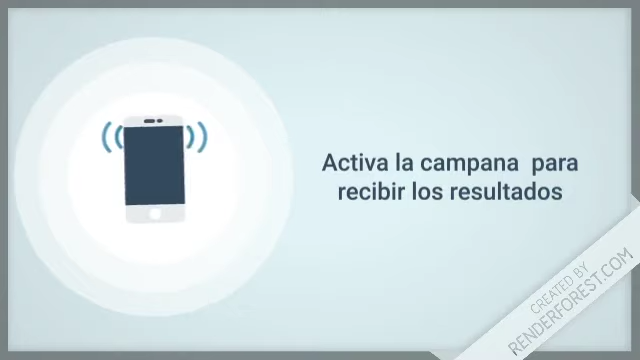 Activa la campana  para
recibir los resultados
CREATED BY
RENDERFOREST.COM